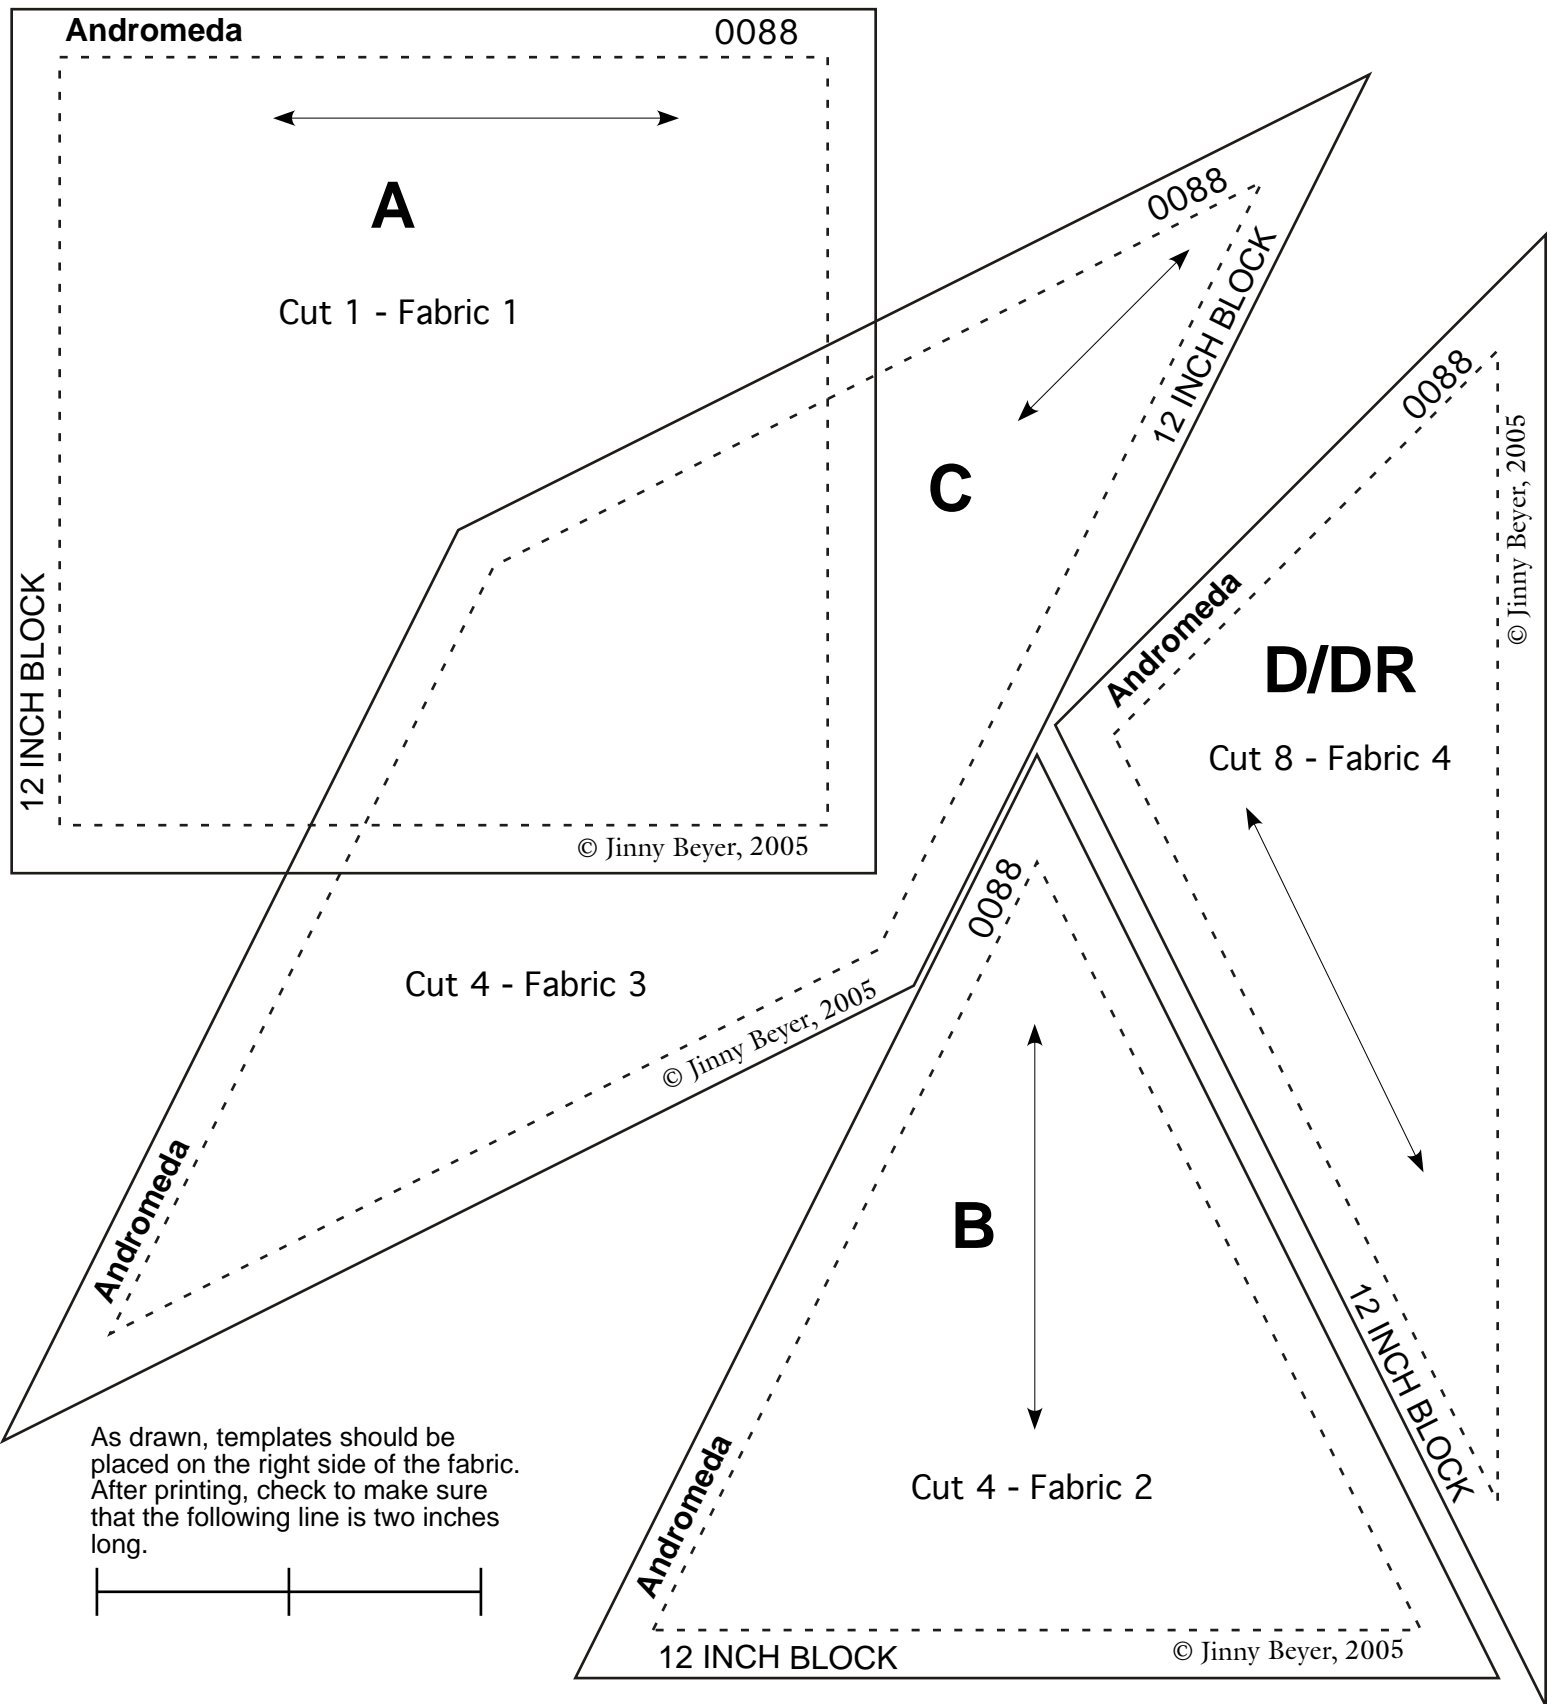 Andromeda
0088
A
Cut 1 - Fabric 1
12 INCH BLOCK
© Jinny Beyer, 2005
0088
12 INCH BLOCK
C
Cut 4 - Fabric 3
© Jinny Beyer, 2005
Andromeda
0088
© Jinny Beyer, 2005
Andromeda
D/DR
Cut 8 - Fabric 4
12 INCH BLOCK
0088
B
Andromeda
Cut 4 - Fabric 2
12 INCH BLOCK
© Jinny Beyer, 2005
As drawn, templates should be
placed on the right side of the fabric.
After printing, check to make sure
that the following line is two inches
long.